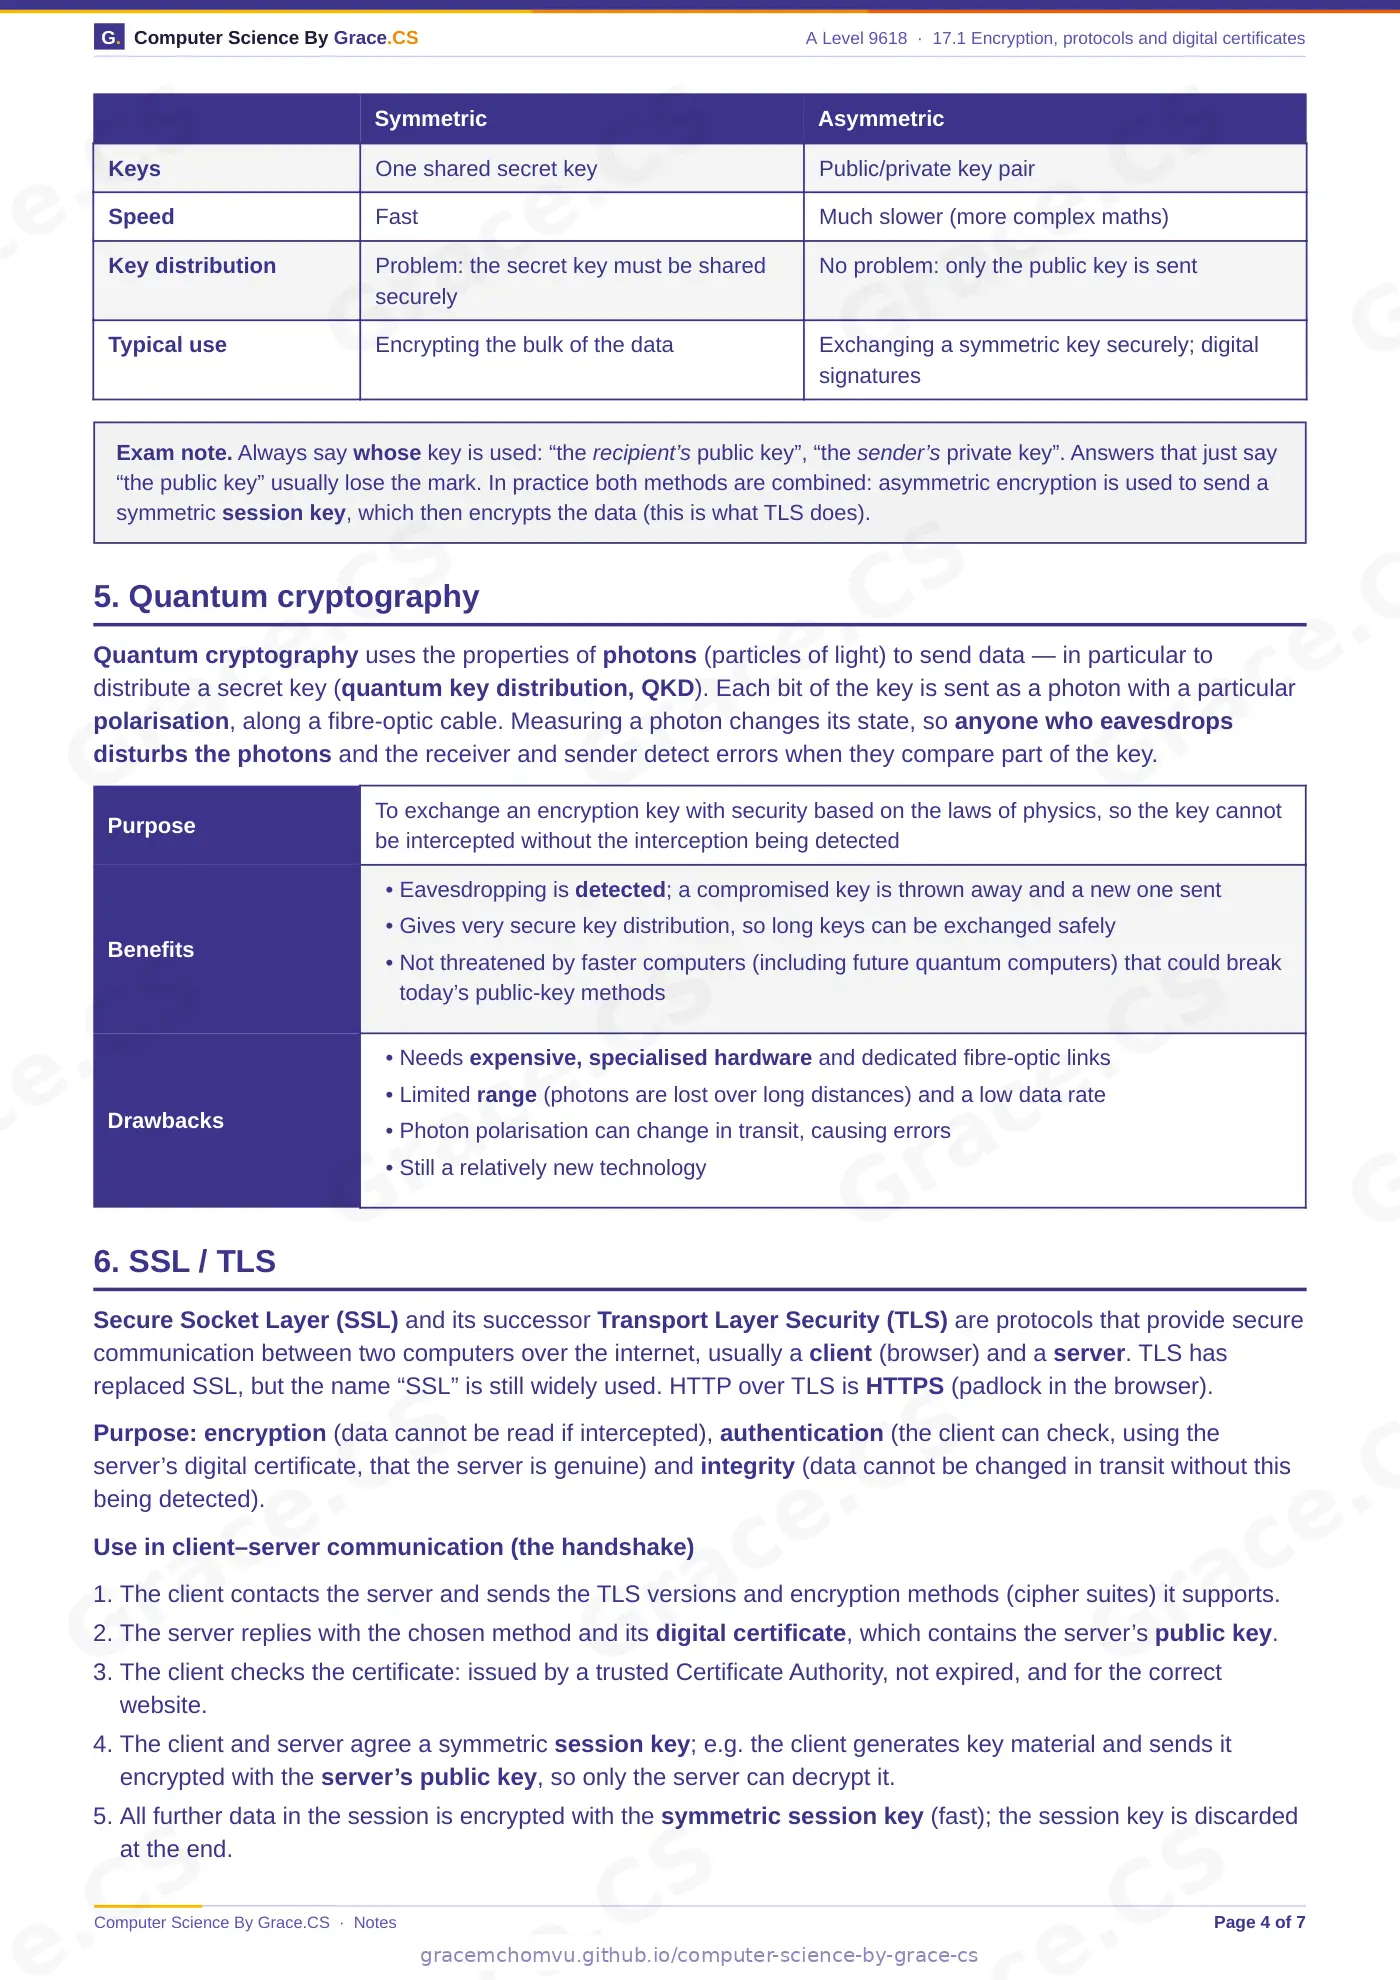 G. Computer Science By Grace.CS
A Level 9618 · 17.1 Encryption, protocols and digital certificates
Symmetric Asymmetric
Keys One shared secret key Public/private key pair
Speed Fast Much slower (more complex maths)
Key distribution Problem: the secret key must be shared No problem: only the public key is sent
securely
Typical use Encrypting the bulk of the data Exchanging a symmetric key securely; digital
signatures
Exam note. Always say whose key is used: “the recipient’s public key”, “the sender’s private key”. Answers that just say
“the public key” usually lose the mark. In practice both methods are combined: asymmetric encryption is used to send a
symmetric session key, which then encrypts the data (this is what TLS does).
5. Quantum cryptography
Quantum cryptography uses the properties of photons (particles of light) to send data — in particular to
distribute a secret key (quantum key distribution, QKD). Each bit of the key is sent as a photon with a particular
polarisation, along a fibre-optic cable. Measuring a photon changes its state, so anyone who eavesdrops
disturbs the photons and the receiver and sender detect errors when they compare part of the key.
Purpose
To exchange an encryption key with security based on the laws of physics, so the key cannot
be intercepted without the interception being detected
Benefits
• Eavesdropping is detected; a compromised key is thrown away and a new one sent
• Gives very secure key distribution, so long keys can be exchanged safely
• Not threatened by faster computers (including future quantum computers) that could break
today’s public-key methods
Drawbacks
• Needs expensive, specialised hardware and dedicated fibre-optic links
• Limited range (photons are lost over long distances) and a low data rate
• Photon polarisation can change in transit, causing errors
• Still a relatively new technology
6. SSL / TLS
Secure Socket Layer (SSL) and its successor Transport Layer Security (TLS) are protocols that provide secure
communication between two computers over the internet, usually a client (browser) and a server. TLS has
replaced SSL, but the name “SSL” is still widely used. HTTP over TLS is HTTPS (padlock in the browser).
Purpose: encryption (data cannot be read if intercepted), authentication (the client can check, using the
server’s digital certificate, that the server is genuine) and integrity (data cannot be changed in transit without this
being detected).
Use in client–server communication (the handshake)
1. The client contacts the server and sends the TLS versions and encryption methods (cipher suites) it supports.
2. The server replies with the chosen method and its digital certificate, which contains the server’s public key.
3. The client checks the certificate: issued by a trusted Certificate Authority, not expired, and for the correct
website.
4. The client and server agree a symmetric session key; e.g. the client generates key material and sends it
encrypted with the server’s public key, so only the server can decrypt it.
5. All further data in the session is encrypted with the symmetric session key (fast); the session key is discarded
at the end.
Computer Science By Grace.CS · Notes
Page 4 of 7
gracemchomvu.github.io/computer-science-by-grace-cs